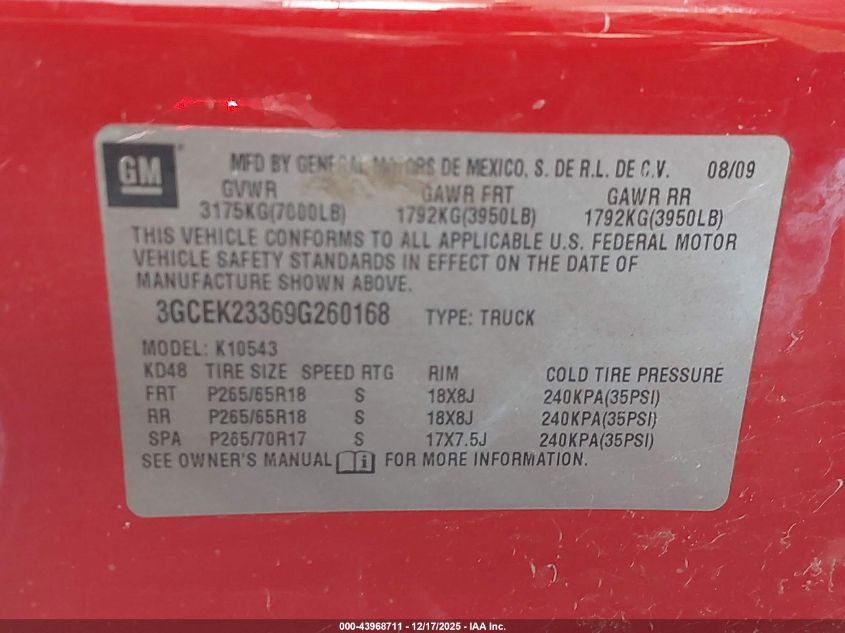 GM
MFD BY GENERAL MOTORS DE MEXICO, S. DE R.L. DE C.V. 08/09
GVWR GAWR FRT GAWR RR
3175KG(7000LB) 1792KG(3950LB) 1792KG(3950LB)
THIS VEHICLE CONFORMS TO ALL APPLICABLE U.S. FEDERAL MOTOR
VEHICLE SAFETY STANDARDS IN EFFECT ON THE DATE OF
MANUFACTURE SHOWN ABOVE.
3GCEK23369G260168 TYPE: TRUCK
MODEL: K10543
KD48 TIRE SIZE SPEED RTG RIM COLD TIRE PRESSURE
FRT P265/65R18 S 18X8J 240KPA(35PSI)
RR P265/65R18 S 18X8J 240KPA(35PSI)
SPA P265/70R17 S 17X7.5J 240KPA(35PSI)
SEE OWNER'S MANUAL i FOR MORE INFORMATION.
000-43968711 - 12/17/2025 - IAA Inc.